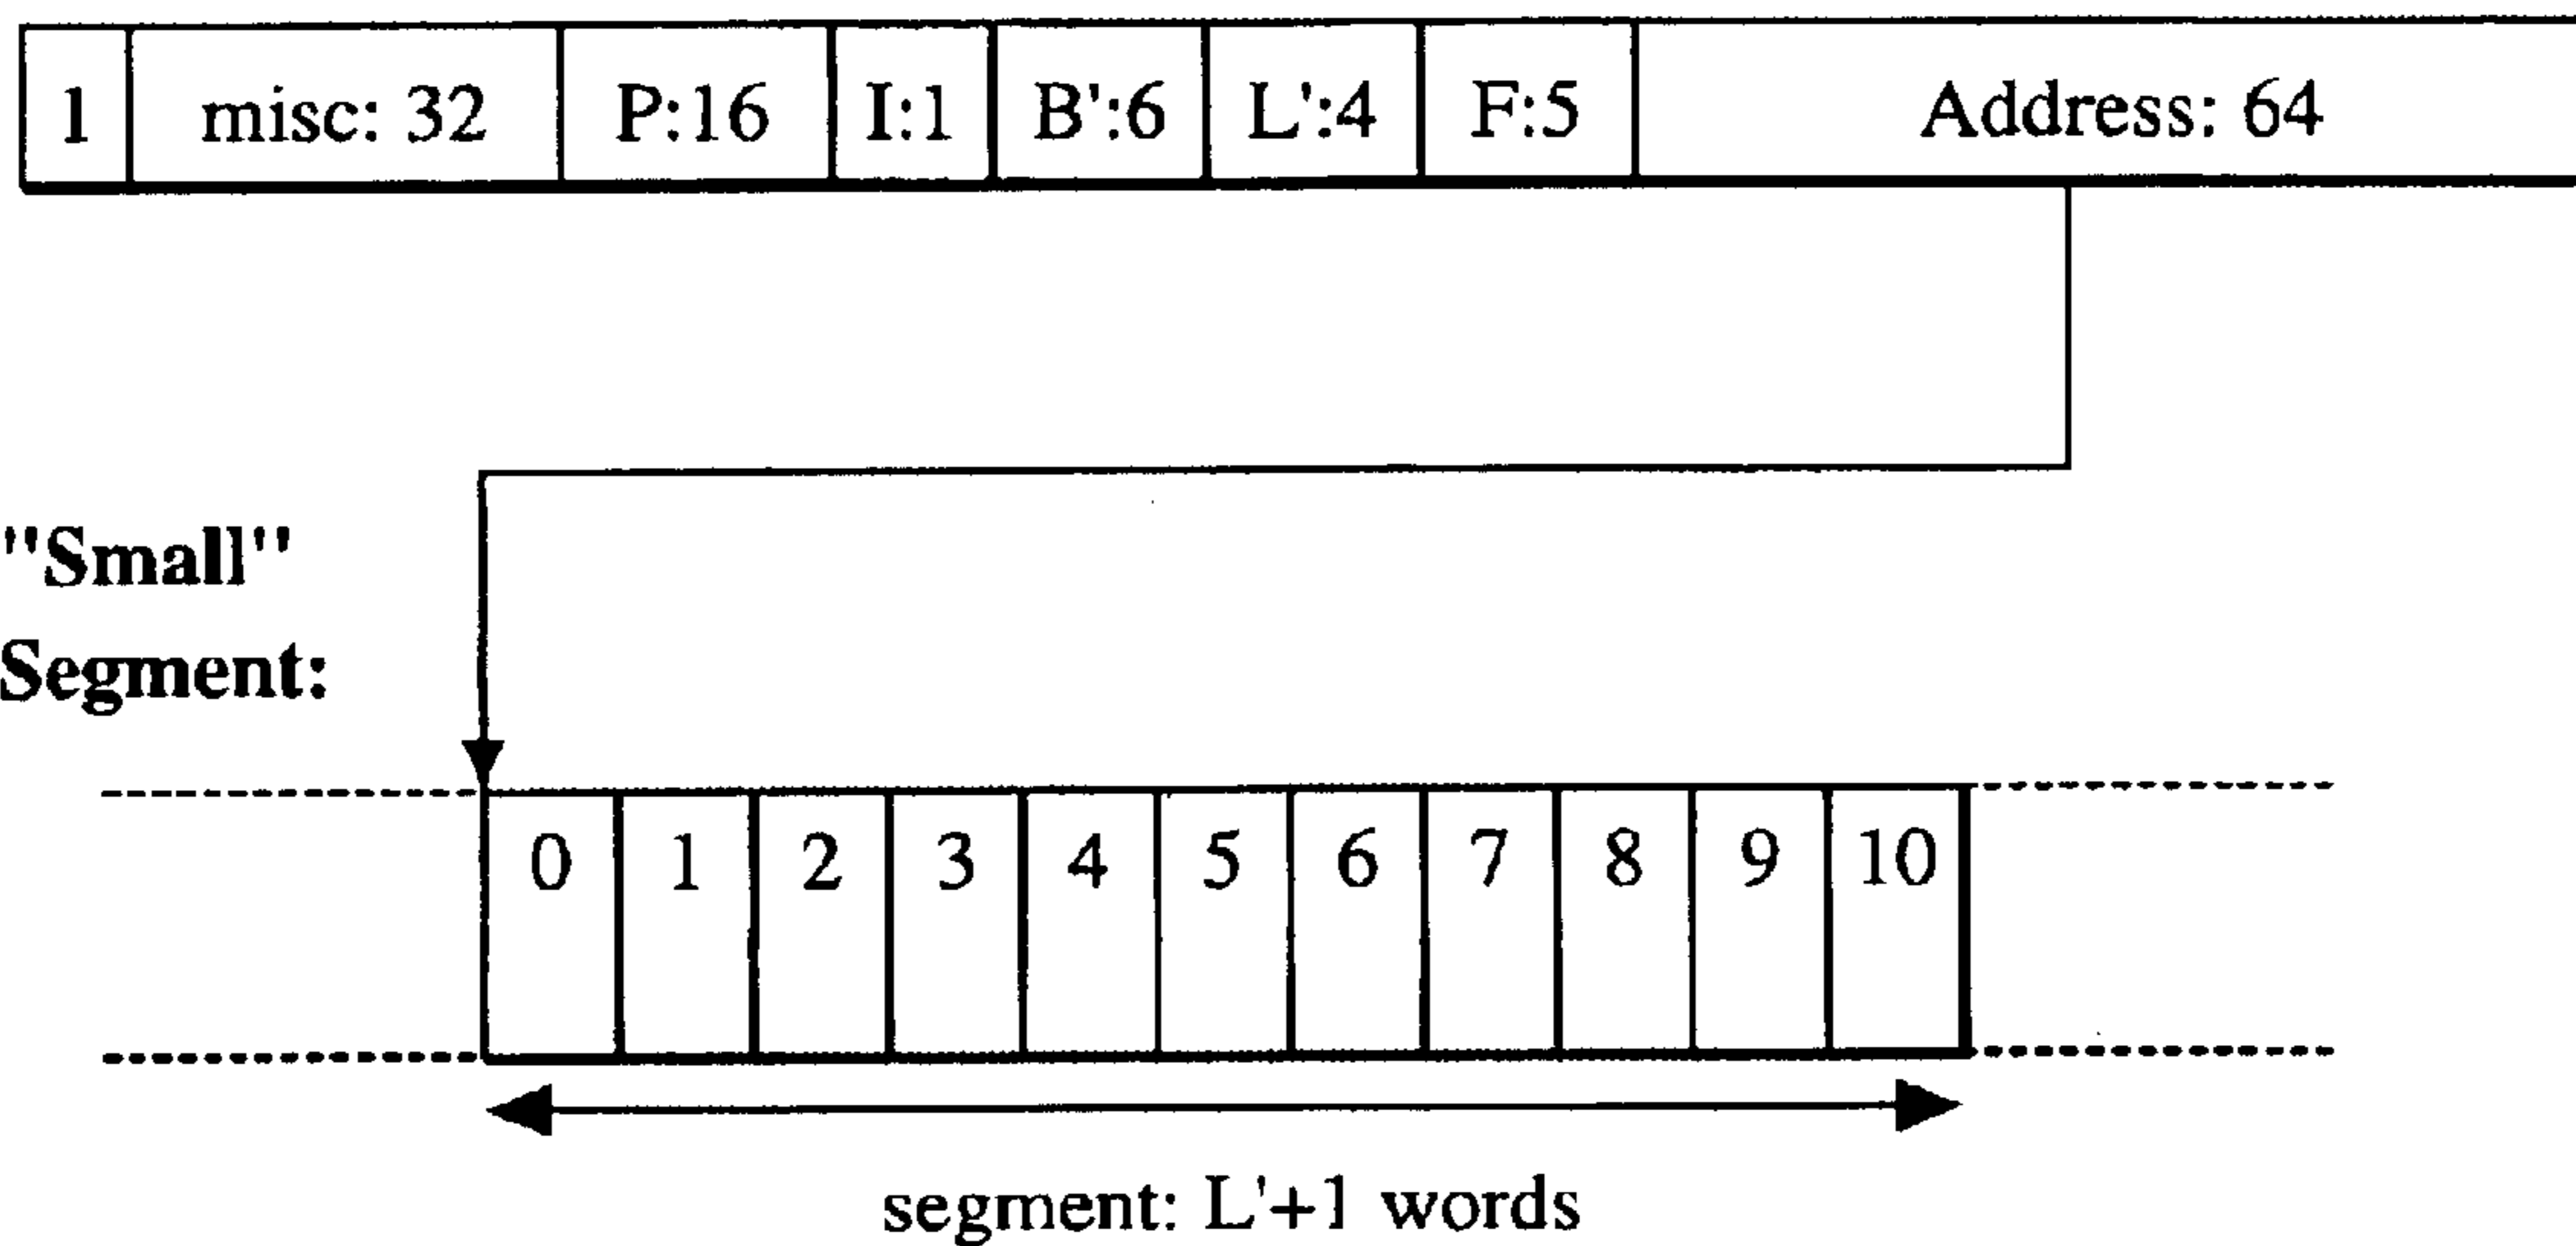 1 misc: 32 P:16 I:1 B':6 L':4 F:5 Address: 64
"Small"
Segment:
0 1 2 3 4 5 6 7 8 9 10
segment: L'+1 words